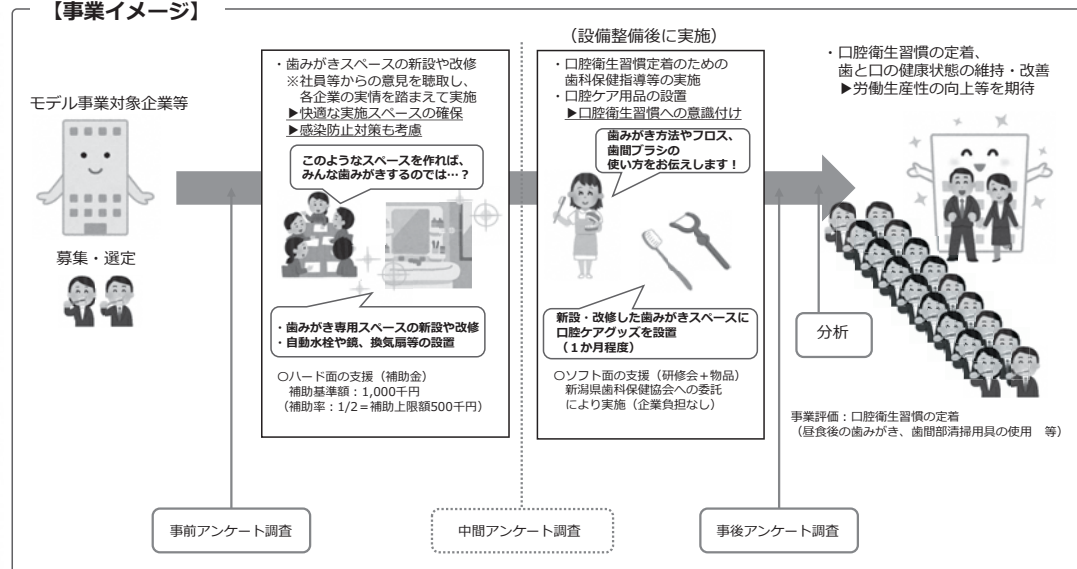 【事業イメージ】
モデル事業対象企業等
募集・選定
・歯みがきスペースの新設や改修
※社員等からの意見を聴取し、
各企業の実情を踏まえて実施
▶快適な実施スペースの確保
▶感染防止対策も考慮
このようなスペースを作れば、
みんな歯みがきするのでは…？
・歯みがき専用スペースの新設や改修
・自動水栓や鏡、換気扇等の設置
○ハード面の支援（補助金）
補助基準額：1,000千円
（補助率：1/2＝補助上限額500千円）
（設備整備後に実施）
・口腔衛生習慣定着のための
歯科保健指導等の実施
・口腔ケア用品の設置
▶口腔衛生習慣への意識付け
歯みがき方法やフロス、
歯間ブラシの
使い方をお伝えします！
新設・改修した歯みがきスペースに
口腔ケアグッズを設置
（１か月程度）
○ソフト面の支援（研修会＋物品）
新潟県歯科保健協会への委託
により実施（企業負担なし）
・口腔衛生習慣の定着、
歯と口の健康状態の維持・改善
▶労働生産性の向上等を期待
分析
事業評価：口腔衛生習慣の定着
（昼食後の歯みがき、歯間部清掃用具の使用　等）
事前アンケート調査
中間アンケート調査
事後アンケート調査